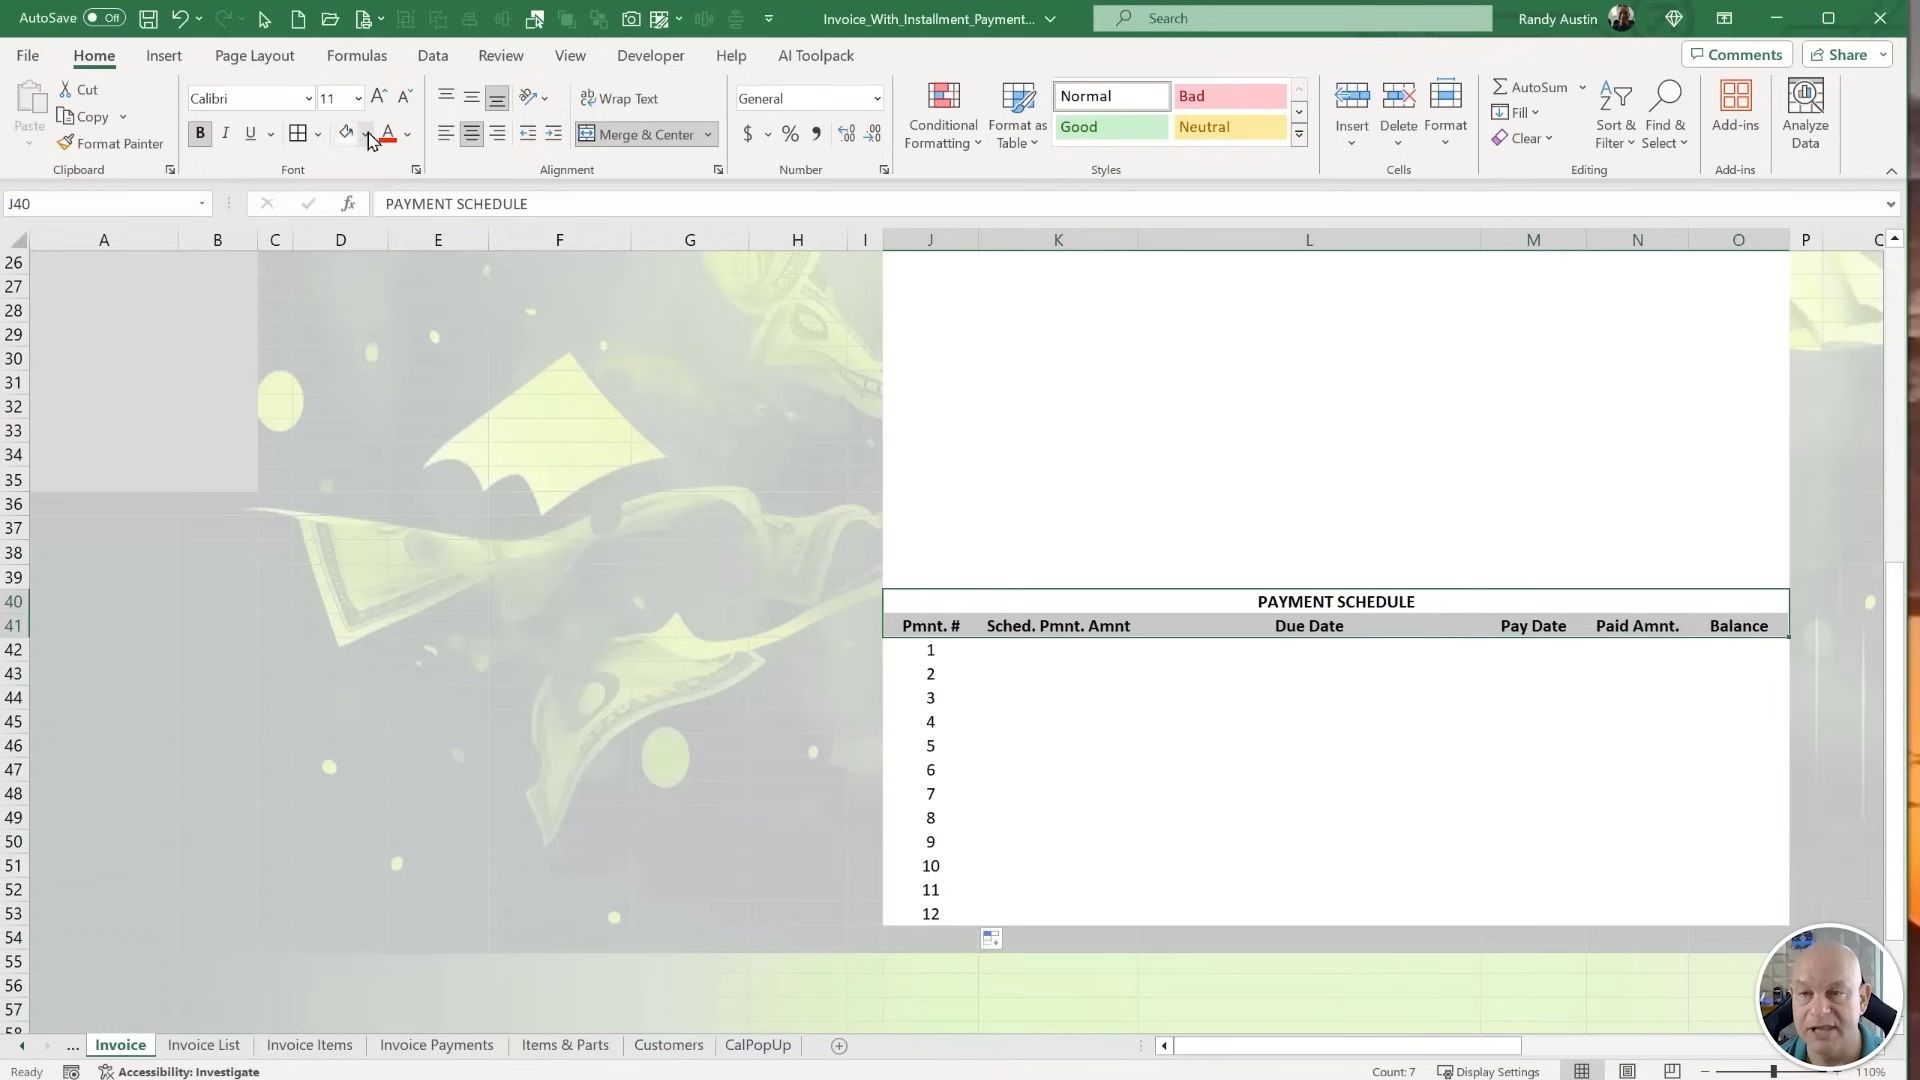 AutoSave Off Invoice_With_Installment_Payment... Search Randy Austin
File Home Insert Page Layout Formulas Data Review View Developer Help AI Toolpack Comments Share
Paste Cut Copy Format Painter Clipboard
Calibri 11 B I U A Font
Wrap Text Merge & Center Alignment
General $ % Number
Conditional Formatting Format as Table Normal Bad Good Neutral Styles
Insert Delete Format Cells
AutoSum Fill Clear Sort & Filter Find & Select Editing
Add-ins Add-ins
Analyze Data
J40 fx PAYMENT SCHEDULE
A B C D E F G H I J K L M N O P
26
27
28
29
30
31
32
33
34
35
36
37
38
39
40 PAYMENT SCHEDULE
41 Pmnt. # Sched. Pmnt. Amnt Due Date Pay Date Paid Amnt. Balance
42 1
43 2
44 3
45 4
46 5
47 6
48 7
49 8
50 9
51 10
52 11
53 12
54
55
56
57
... Invoice Invoice List Invoice Items Invoice Payments Items & Parts Customers CalPopUp
Ready Accessibility: Investigate Count: 7 Display Settings 110%